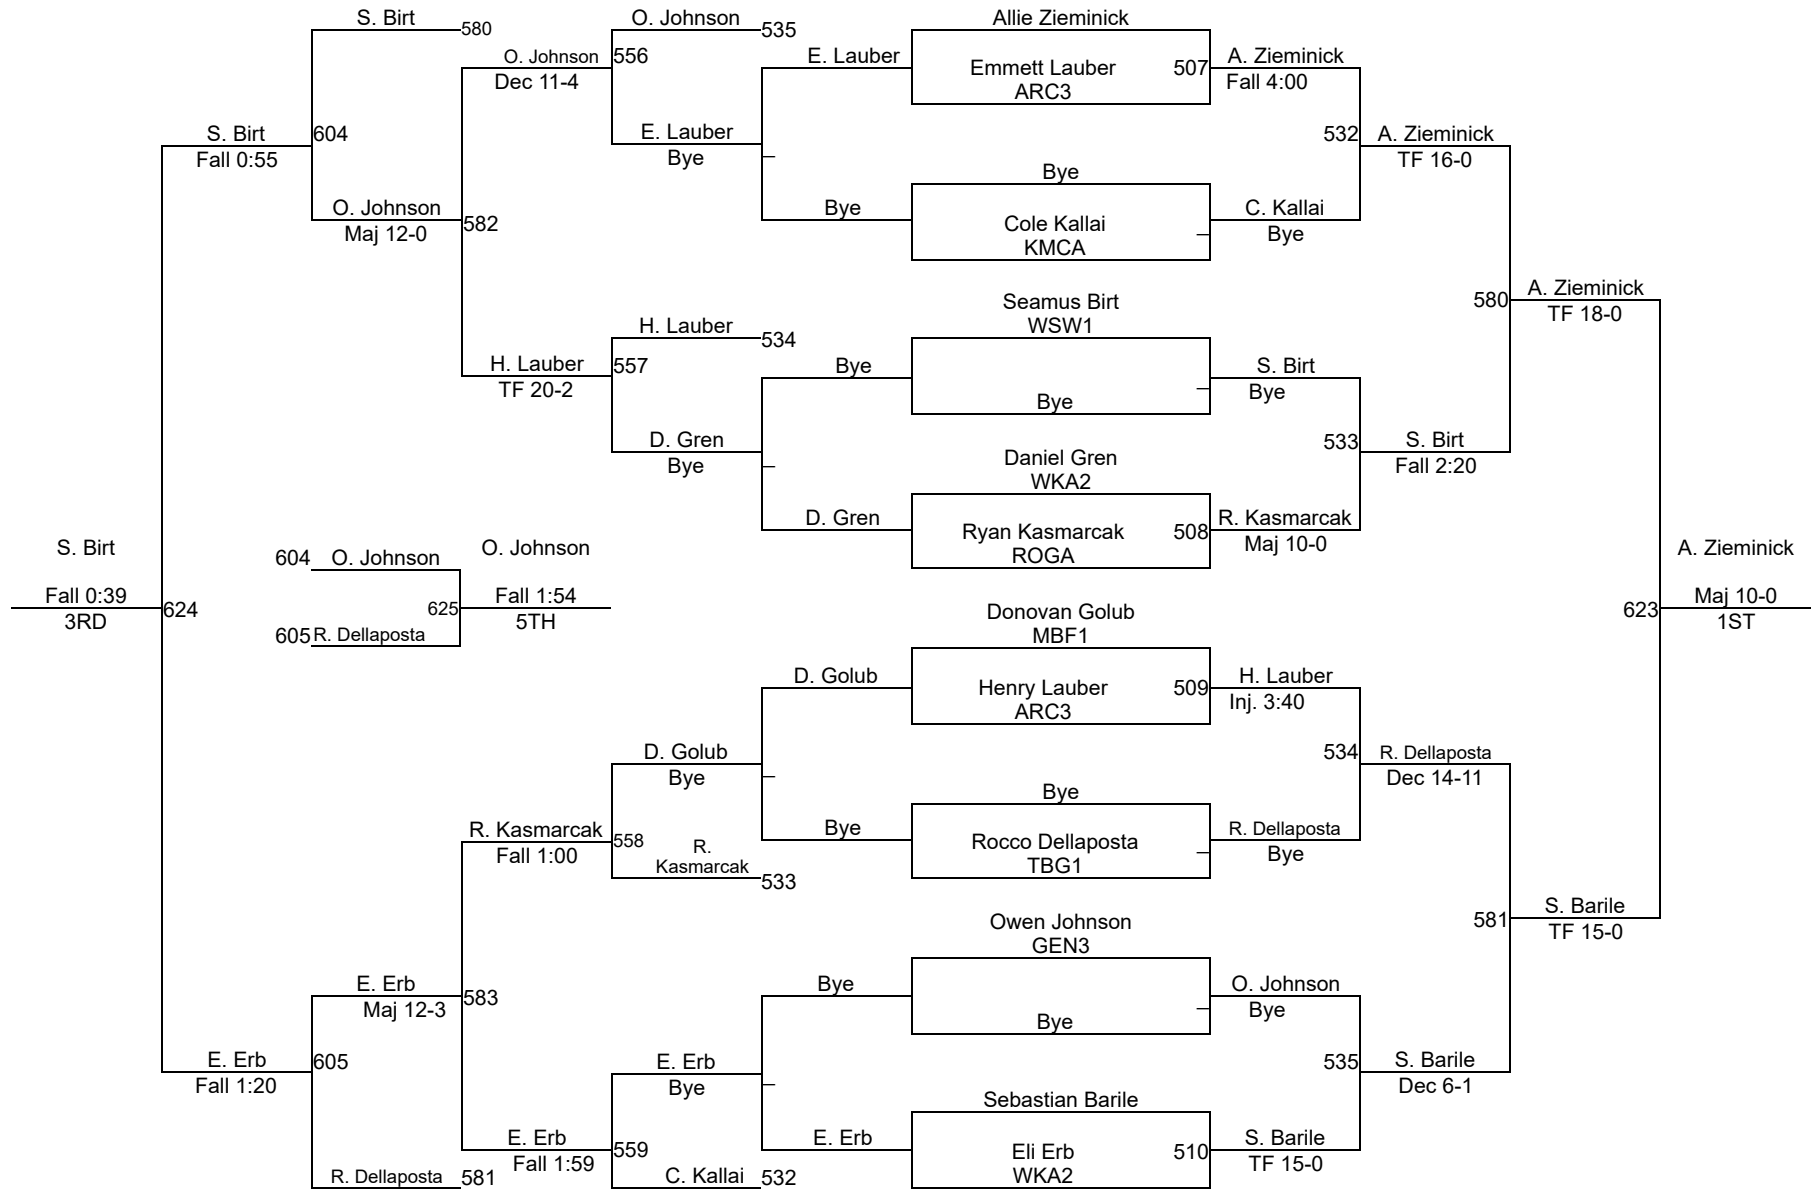 S. Birt
580
O. Johnson
535
Allie Zieminick
O. Johnson
556
E. Lauber
Emmett Lauber
507
A. Zieminick
Dec 11-4
ARC3
Fall 4:00
S. Birt
604
E. Lauber
532
A. Zieminick
Fall 0:55
Bye
TF 16-0
Bye
O. Johnson
582
Bye
Cole Kallai
C. Kallai
Maj 12-0
KMCA
Bye
Seamus Birt
580
A. Zieminick
WSW1
TF 18-0
H. Lauber
534
H. Lauber
557
Bye
S. Birt
TF 20-2
Bye
Bye
D. Gren
533
S. Birt
Bye
Daniel Gren
Fall 2:20
WKA2
D. Gren
Ryan Kasmarcak
508
R. Kasmarcak
ROGA
Maj 10-0
S. Birt
604
O. Johnson
O. Johnson
A. Zieminick
Fall 0:39
624
625
Fall 1:54
623
Maj 10-0
3RD
605
R. Dellaposta
5TH
1ST
Donovan Golub
MBF1
D. Golub
Henry Lauber
509
H. Lauber
ARC3
Inj. 3:40
D. Golub
534
R. Dellaposta
Bye
Dec 14-11
Bye
R. Kasmarcak
558
Bye
Rocco Dellaposta
R. Dellaposta
Fall 1:00
R.
Kasmarcak
533
TBG1
Bye
Owen Johnson
581
S. Barile
GEN3
TF 15-0
E. Erb
583
Bye
O. Johnson
Maj 12-3
Bye
Bye
E. Erb
605
E. Erb
535
S. Barile
Fall 1:20
Bye
Dec 6-1
Sebastian Barile
E. Erb
559
E. Erb
Eli Erb
510
S. Barile
Fall 1:59
WKA2
TF 15-0
R. Dellaposta
581
C. Kallai
532